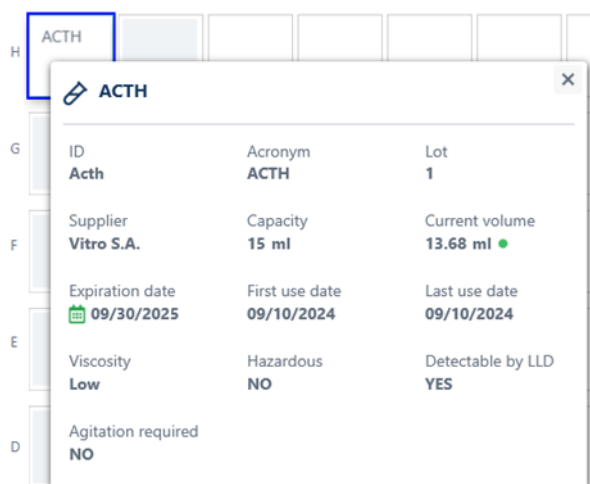 ACTH
H
ACTH
G
ID Acronym Lot
Acth ACTH 1
Supplier Capacity Current volume
F
Vitro S.A. 15 ml 13.68 ml
Expiration date First use date Last use date
09/30/2025 09/10/2024 09/10/2024
E
Viscosity Hazardous Detectable by LLD
Low NO YES
Agitation required
D
NO